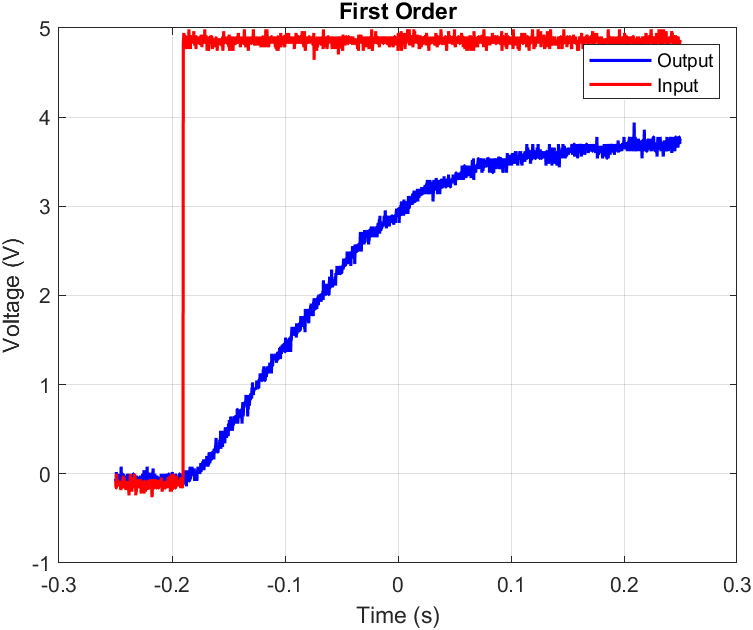 First Order
5
4
3
2
1
0
-1
Voltage (V)
Output
Input
-0.3
-0.2
-0.1
0
0.1
0.2
0.3
Time (s)